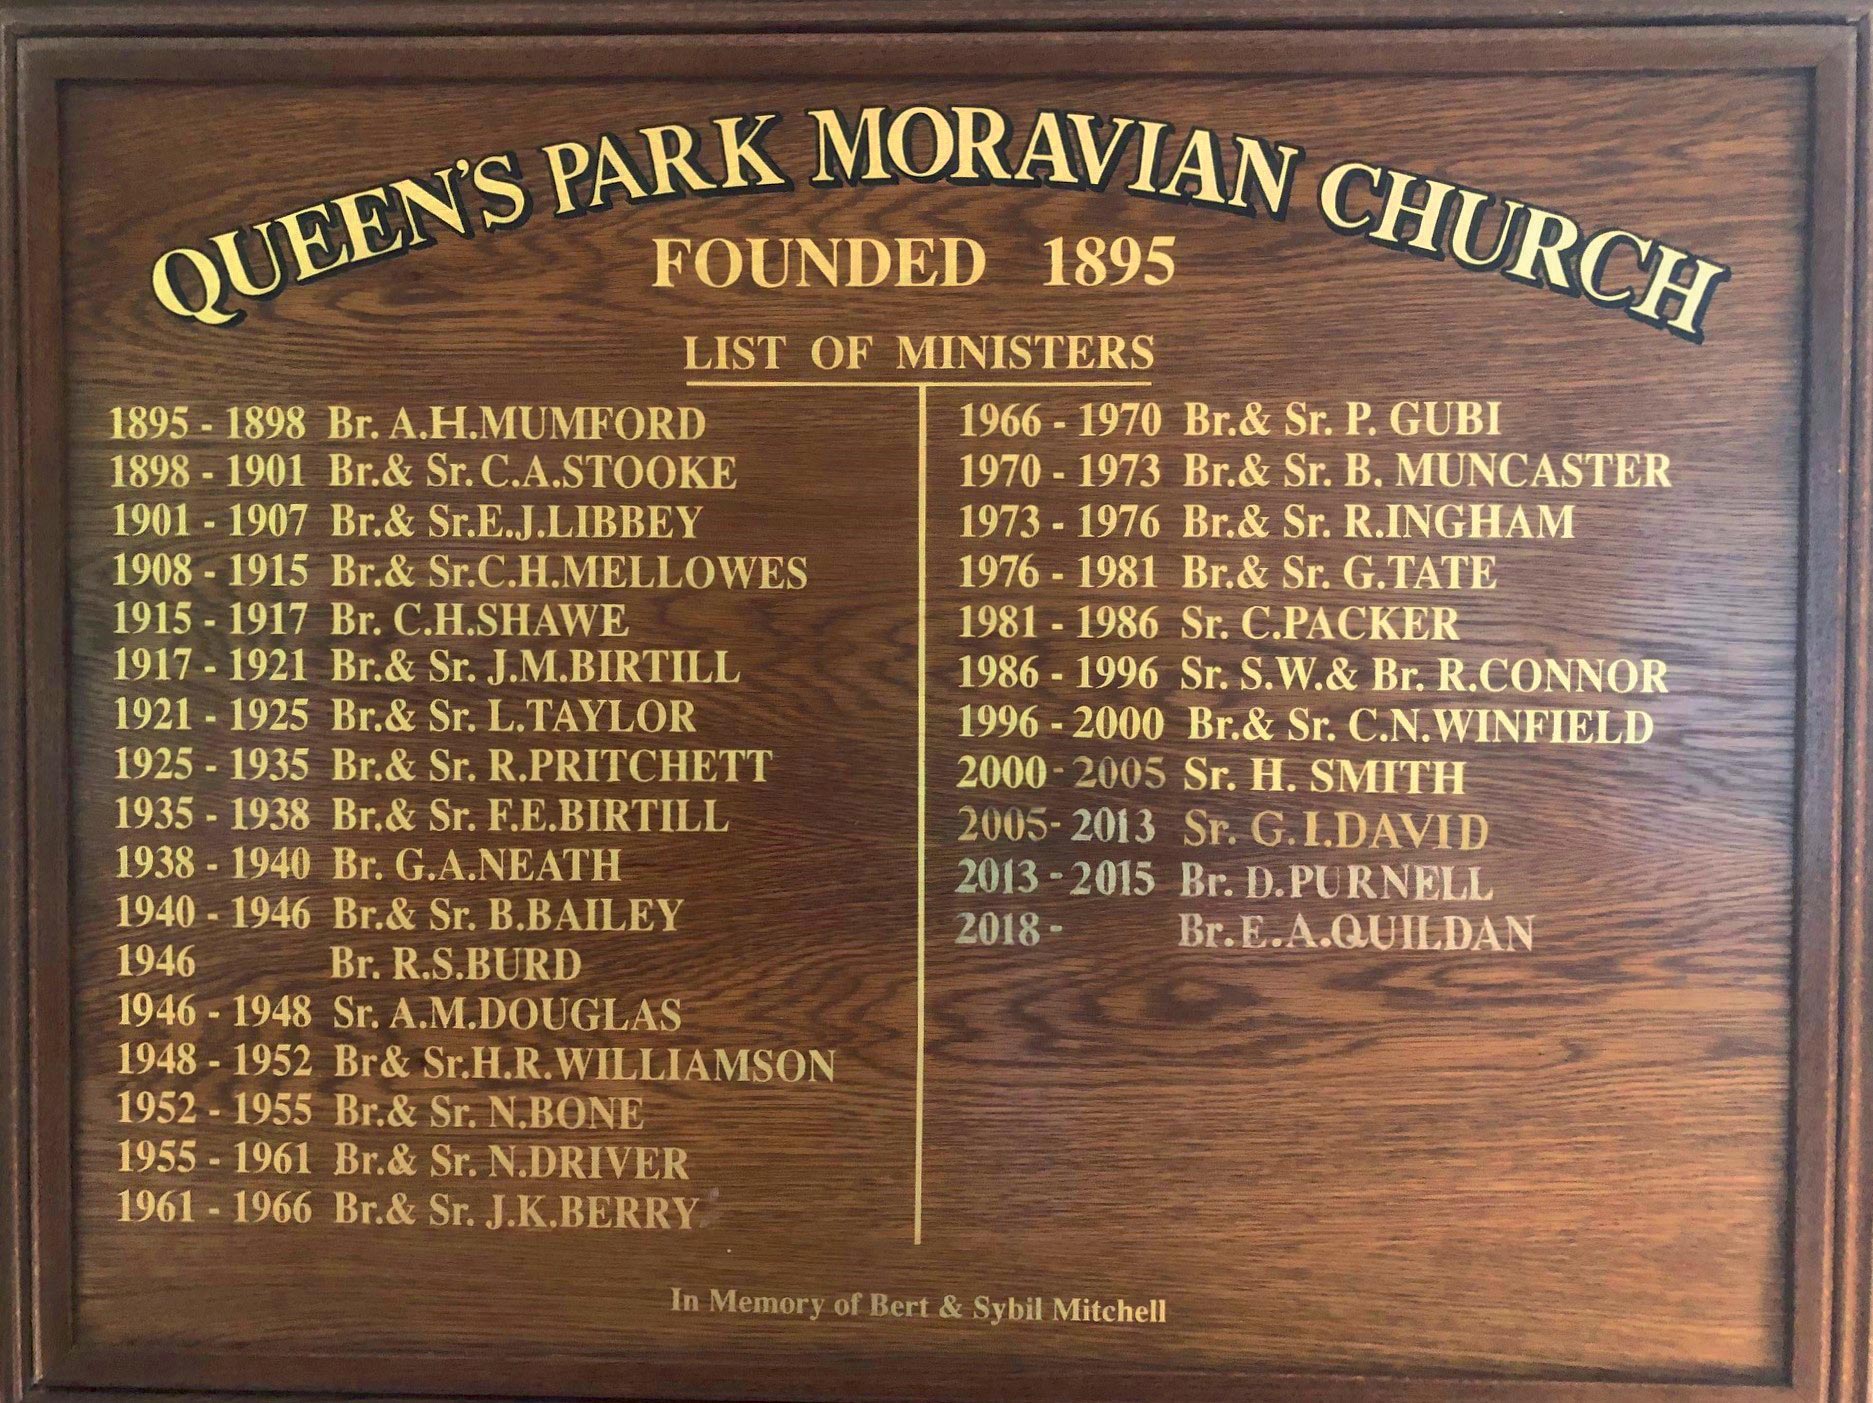 QUEEN'S PARK MORAVIAN CHURCH
FOUNDED 1895
LIST OF MINISTERS
1895 - 1898 Br. A.H.MUMFORD
1898 - 1901 Br.& Sr. C.A.STOOKE
1901 - 1907 Br.& Sr.E.J.LIBBEY
1908 - 1915 Br.& Sr.C.H.MELLOWES
1915 - 1917 Br. C.H.SHAWE
1917 - 1921 Br.& Sr. J.M.BIRTILL
1921 - 1925 Br.& Sr. L.TAYLOR
1925 - 1935 Br.& Sr. R.PRITCHETT
1935 - 1938 Br.& Sr. F.E.BIRTILL
1938 - 1940 Br. G.A.NEATH
1940 - 1946 Br.& Sr. B.BAILEY
1946 Br. R.S.BURD
1946 - 1948 Sr. A.M.DOUGLAS
1948 - 1952 Br& Sr.H.R.WILLIAMSON
1952 - 1955 Br.& Sr. N.BONE
1955 - 1961 Br.& Sr. N.DRIVER
1961 - 1966 Br.& Sr. J.K.BERRY
1966 - 1970 Br.& Sr. P. GUBI
1970 - 1973 Br.& Sr. B. MUNCASTER
1973 - 1976 Br.& Sr. R.INGHAM
1976 - 1981 Br.& Sr. G.TATE
1981 - 1986 Sr. C.PACKER
1986 - 1996 Sr. S.W.& Br. R.CONNOR
1996 - 2000 Br.& Sr. C.N.WINFIELD
2000 - 2005 Sr. H. SMITH
2005 - 2013 Sr. G.I.DAVID
2013 - 2015 Br. D.PURNELL
2018 - Br.E.A.QUILDAN
In Memory of Bert & Sybil Mitchell